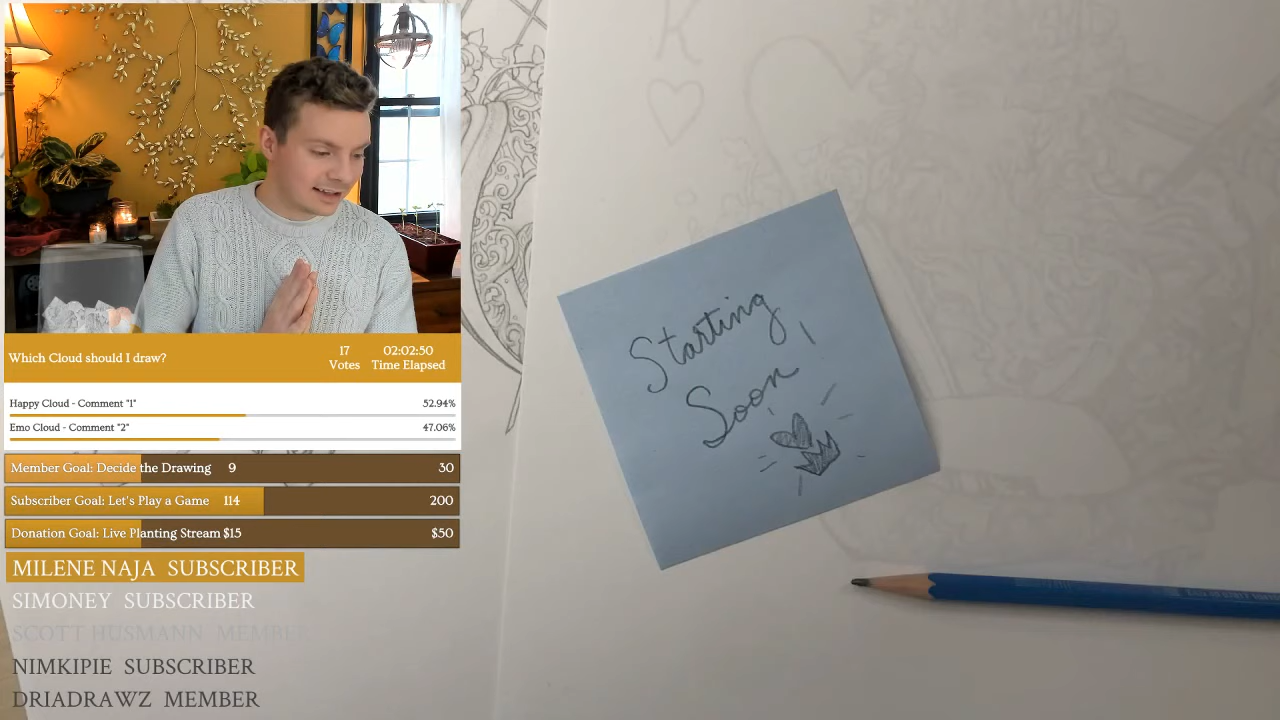 Which Cloud should I draw?
17
Votes
02:02:50
Time Elapsed
Happy Cloud - Comment "1" 52.94%
Emo Cloud - Comment "2" 47.06%
Member Goal: Decide the Drawing 9 30
Subscriber Goal: Let's Play a Game 114 200
Donation Goal: Live Planting Stream $15 $50
MILENE NAJA SUBSCRIBER
SIMONEY SUBSCRIBER
SCOTT HUSMANN MEMBER
NIMKIPIE SUBSCRIBER
DRIADRAWZ MEMBER
K
Starting
Soon